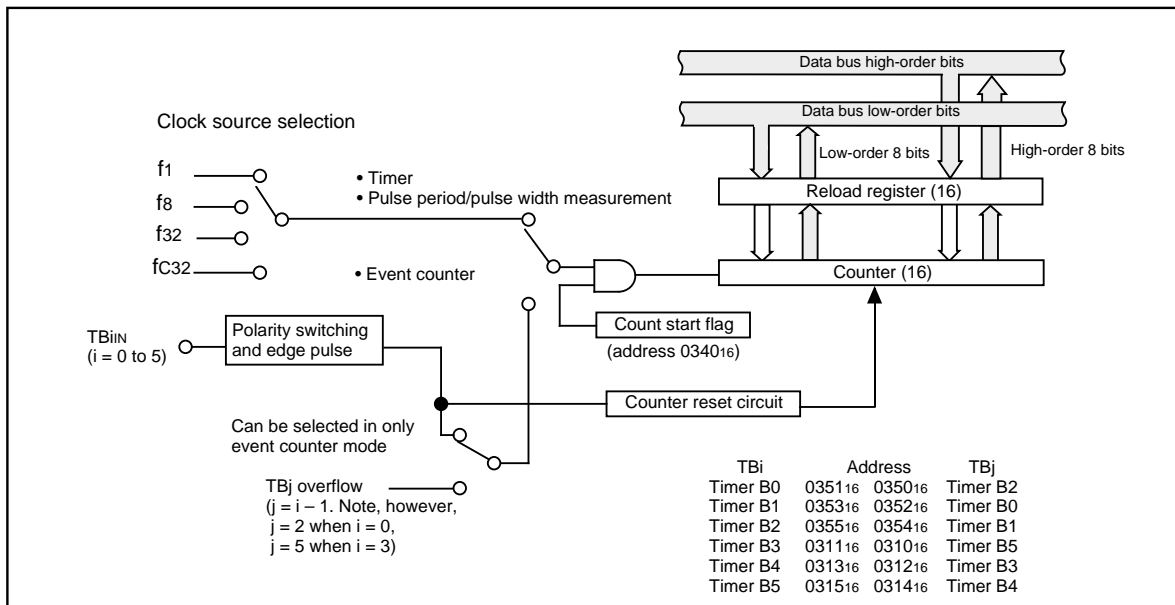 Data bus high-order bits
Data bus low-order bits
Clock source selection
Low-order 8 bits
High-order 8 bits
f1
• Timer
Reload register (16)
f8
• Pulse period/pulse width measurement
f32
fC32
• Event counter
Counter (16)
Count start flag
(address 034016)
TBiIN
(i = 0 to 5)
Polarity switching
and edge pulse
Counter reset circuit
Can be selected in only
event counter mode
TBj overflow
(j = i – 1. Note, however,
j = 2 when i = 0,
j = 5 when i = 3)
TBi Address TBj
Timer B0 035116 035016 Timer B2
Timer B1 035316 035216 Timer B0
Timer B2 035516 035416 Timer B1
Timer B3 031116 031016 Timer B5
Timer B4 031316 031216 Timer B3
Timer B5 031516 031416 Timer B4